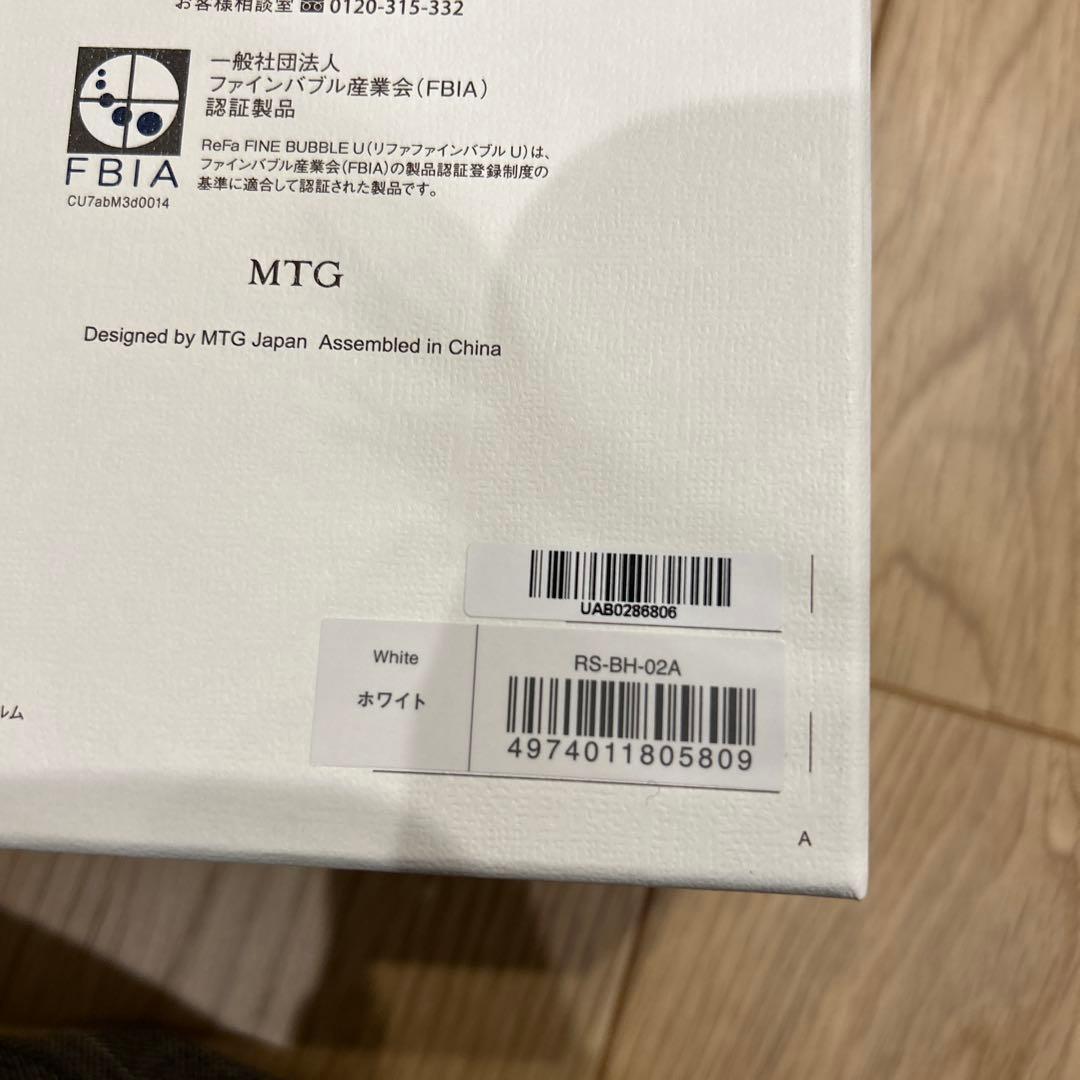 お客様相談室 0120-315-332
一般社団法人
ファインバブル産業会(FBIA)
認証製品
FBIA
CU7abM3d0014
ReFa FINE BUBBLE U(リファファインバブル U)は、
ファインバブル産業会(FBIA)の製品認証登録制度の
基準に適合して認証された製品です。
MTG
Designed by MTG Japan Assembled in China
UAB0286806
White
ホワイト
RS-BH-02A
4974011805809
ルム
A